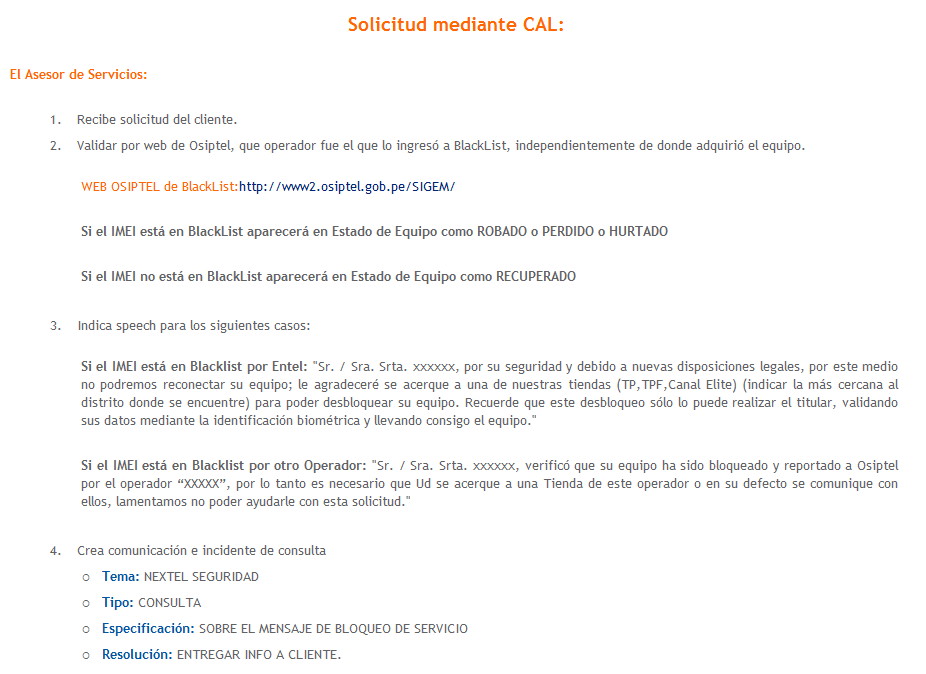 Solicitud mediante CAL:
El Asesor de Servicios:
1. Recibe solicitud del cliente.
2. Validar por web de Osiptel, que operador fue el que lo ingresó a BlackList, independientemente de donde adquirió el equipo.
WEB OSIPTEL de BlackList:http://www2.osiptel.gob.pe/SIGEM/
Si el IMEI está en BlackList aparecerá en Estado de Equipo como ROBADO o PERDIDO o HURTADO
Si el IMEI no está en BlackList aparecerá en Estado de Equipo como RECUPERADO
3. Indica speech para los siguientes casos:
Si el IMEI está en Blacklist por Entel: "Sr. / Sra. Srta. xxxxxx, por su seguridad y debido a nuevas disposiciones legales, por este medio
no podremos reconectar su equipo; le agradeceré se acerque a una de nuestras tiendas (TP,TPF,Canal Elite) (indicar la más cercana al
distrito donde se encuentre) para poder desbloquear su equipo. Recuerde que este desbloqueo sólo lo puede realizar el titular, validando
sus datos mediante la identificación biométrica y llevando consigo el equipo."
Si el IMEI está en Blacklist por otro Operador: "Sr. / Sra. Srta. xxxxxx, verificó que su equipo ha sido bloqueado y reportado a Osiptel
por el operador “XXXXX”, por lo tanto es necesario que Ud se acerque a una Tienda de este operador o en su defecto se comunique con
ellos, lamentamos no poder ayudarle con esta solicitud."
4. Crea comunicación e incidente de consulta
o Tema: NEXTEL SEGURIDAD
o Tipo: CONSULTA
o Especificación: SOBRE EL MENSAJE DE BLOQUEO DE SERVICIO
o Resolución: ENTREGAR INFO A CLIENTE.